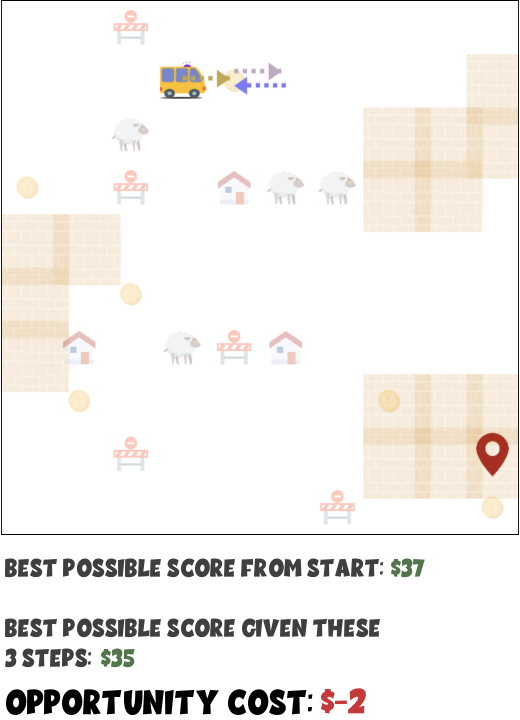 BEST POSSIBLE SCORE FROM START: $37
BEST POSSIBLE SCORE GIVEN THESE
3 STEPS: $35
OPPORTUNITY COST: $-2